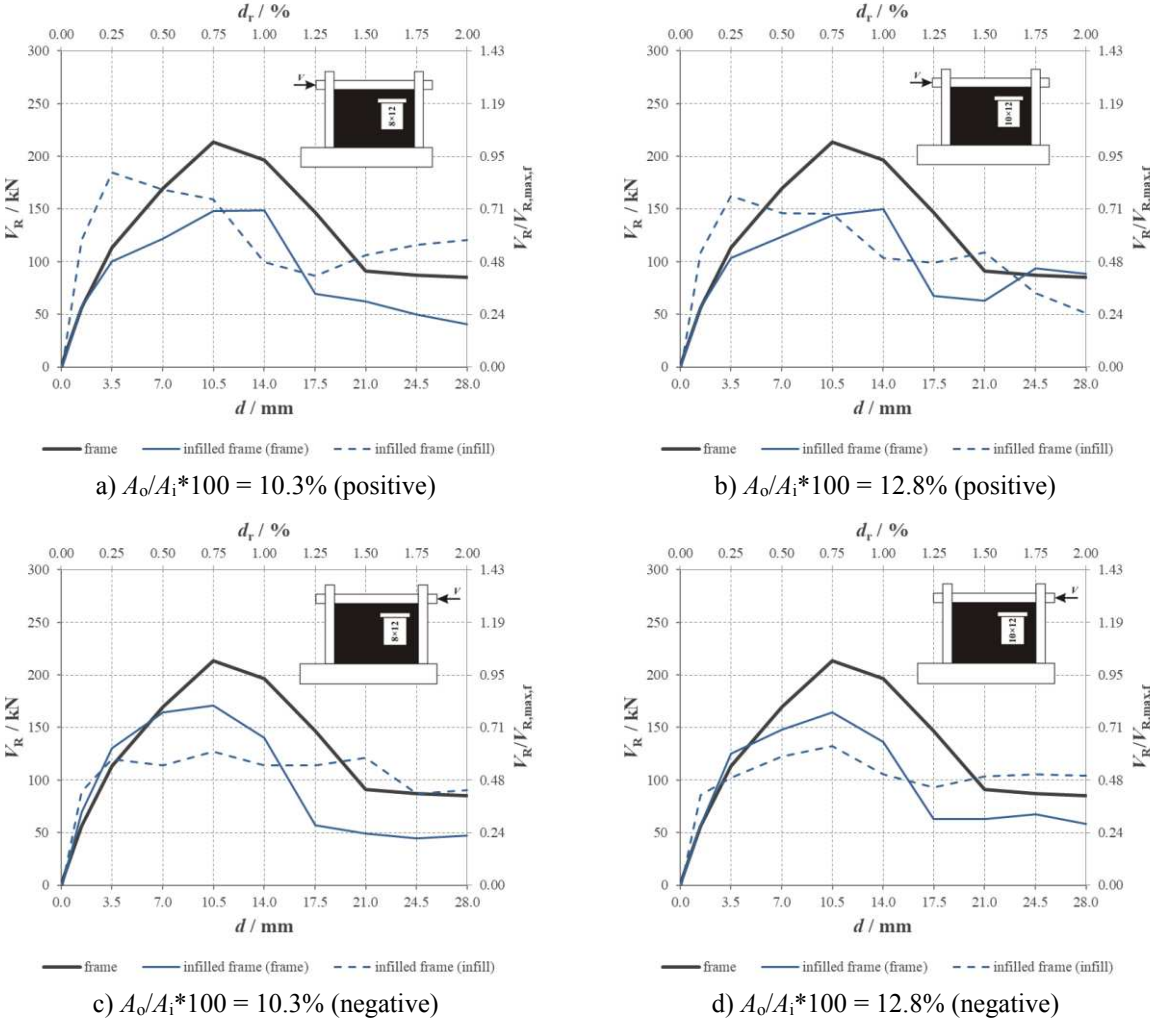 d_r / %
0.00 0.25 0.50 0.75 1.00 1.25 1.50 1.75 2.00
V_R / kN
300 1.43
250 1.19
200 0.95
150 0.71
100 0.48
50 0.24
0 0.00
V_R/V_R,max,f
V
8×12
0.0 3.5 7.0 10.5 14.0 17.5 21.0 24.5 28.0
d / mm
frame infilled frame (frame) infilled frame (infill)
a) A_o/A_i*100 = 10.3% (positive)
d_r / %
0.00 0.25 0.50 0.75 1.00 1.25 1.50 1.75 2.00
V_R / kN
300 1.43
250 1.19
200 0.95
150 0.71
100 0.48
50 0.24
0 0.00
V_R/V_R,max,f
V
10×12
0.0 3.5 7.0 10.5 14.0 17.5 21.0 24.5 28.0
d / mm
frame infilled frame (frame) infilled frame (infill)
b) A_o/A_i*100 = 12.8% (positive)
d_r / %
0.00 0.25 0.50 0.75 1.00 1.25 1.50 1.75 2.00
V_R / kN
300 1.43
250 1.19
200 0.95
150 0.71
100 0.48
50 0.24
0 0.00
V_R/V_R,max,f
V
8×12
0.0 3.5 7.0 10.5 14.0 17.5 21.0 24.5 28.0
d / mm
frame infilled frame (frame) infilled frame (infill)
c) A_o/A_i*100 = 10.3% (negative)
d_r / %
0.00 0.25 0.50 0.75 1.00 1.25 1.50 1.75 2.00
V_R / kN
300 1.43
250 1.19
200 0.95
150 0.71
100 0.48
50 0.24
0 0.00
V_R/V_R,max,f
V
10×12
0.0 3.5 7.0 10.5 14.0 17.5 21.0 24.5 28.0
d / mm
frame infilled frame (frame) infilled frame (infill)
d) A_o/A_i*100 = 12.8% (negative)